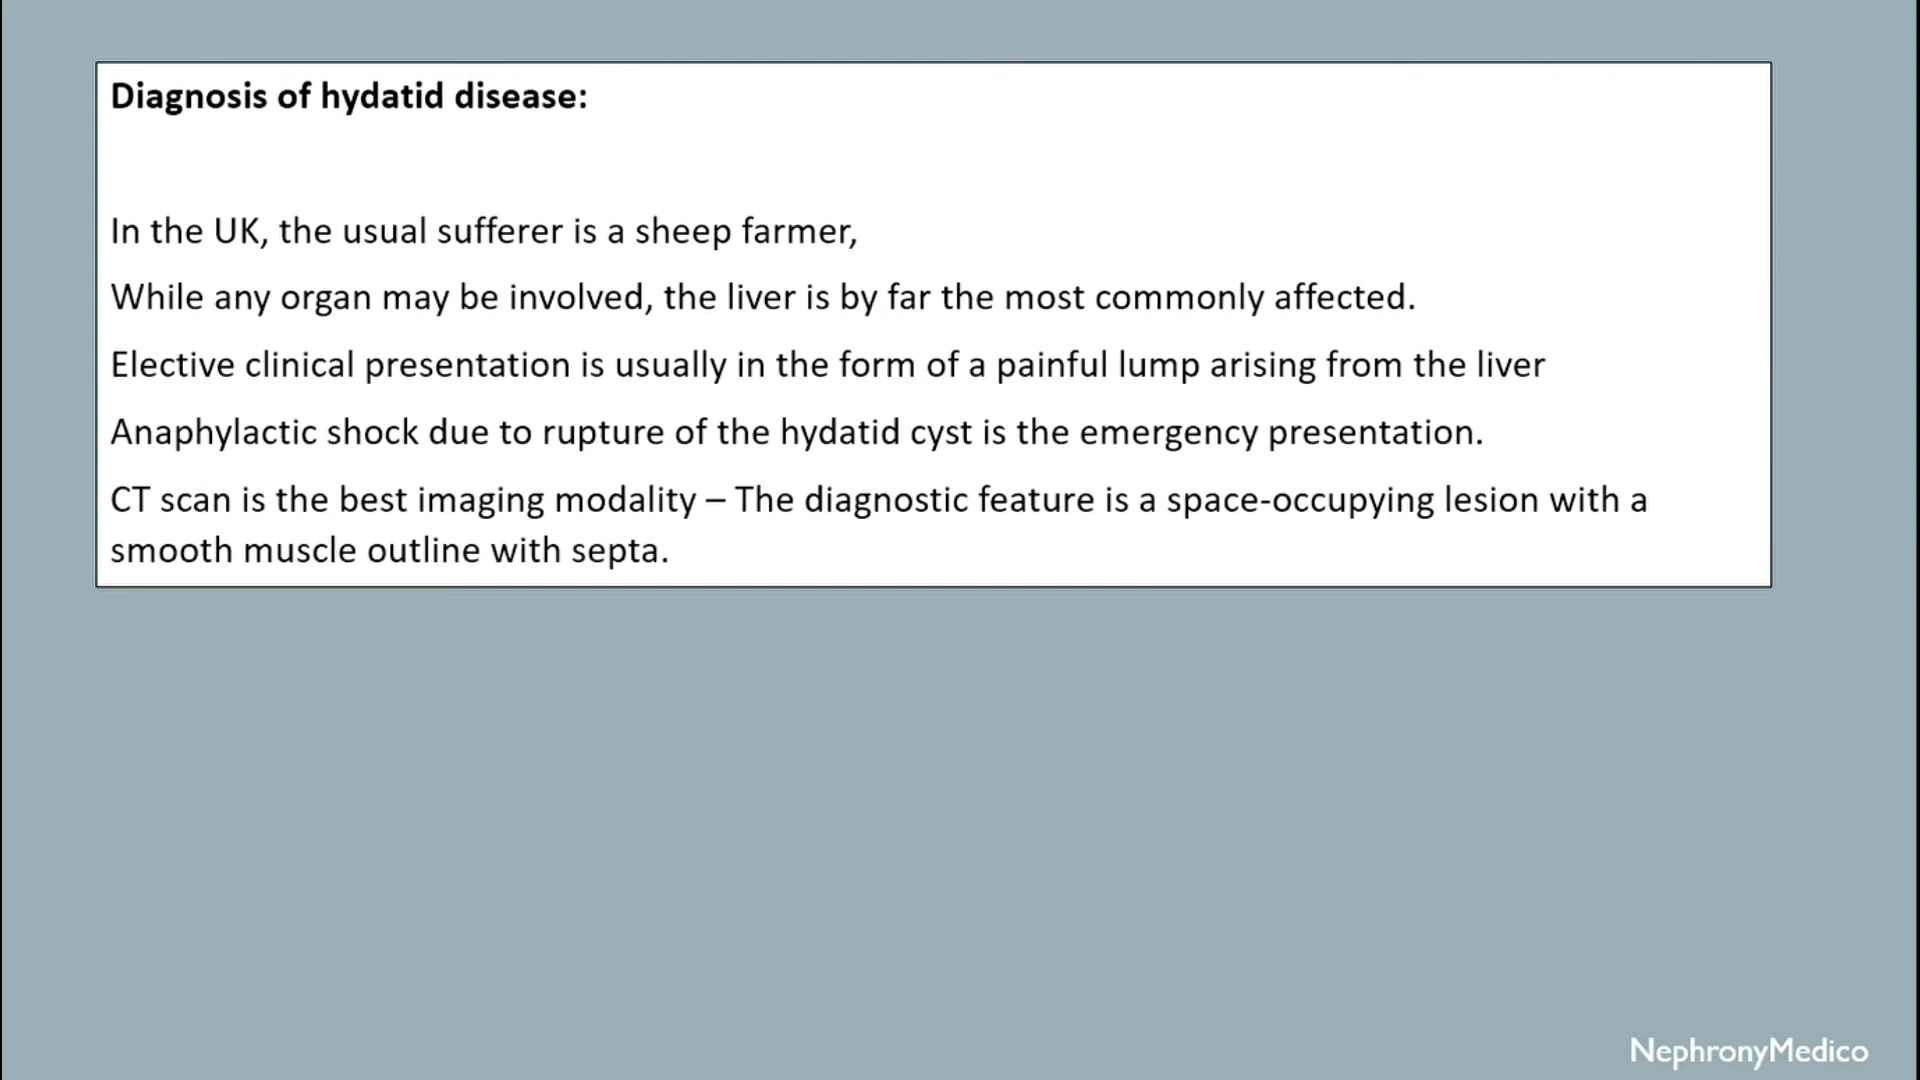 Diagnosis of hydatid disease:
In the UK, the usual sufferer is a sheep farmer,
While any organ may be involved, the liver is by far the most commonly affected.
Elective clinical presentation is usually in the form of a painful lump arising from the liver
Anaphylactic shock due to rupture of the hydatid cyst is the emergency presentation.
CT scan is the best imaging modality – The diagnostic feature is a space-occupying lesion with a
smooth muscle outline with septa.
NephronyMedico